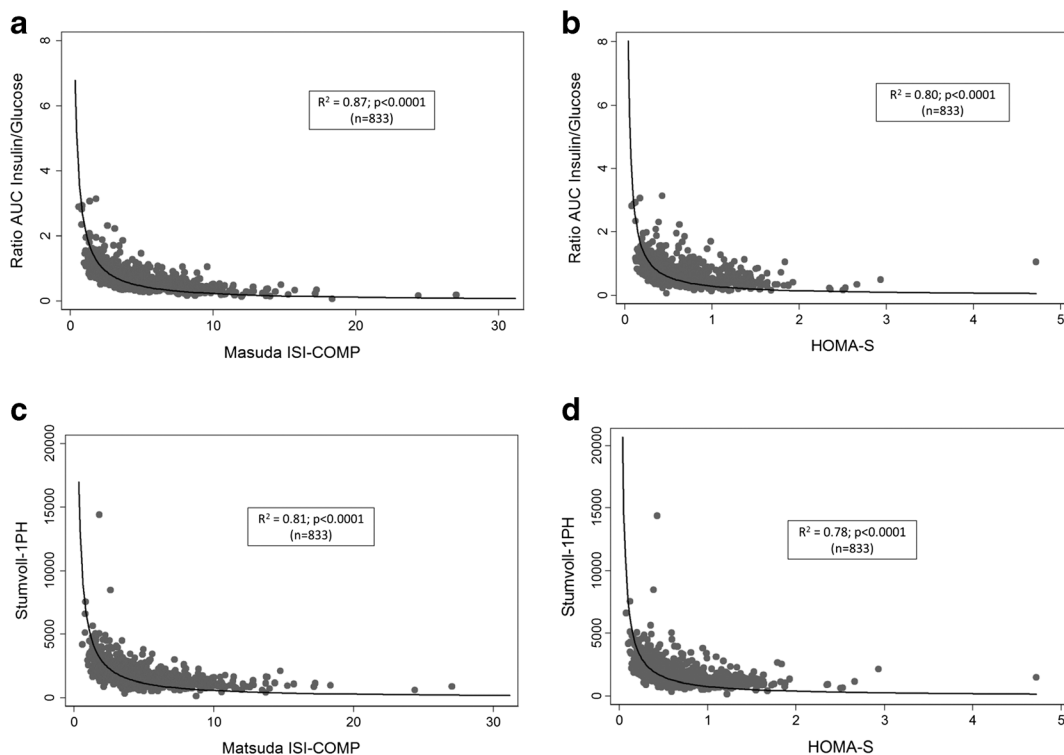 a
8
6
4
2
0
Ratio AUC Insulin/Glucose
R² = 0.87; p<0.0001
(n=833)
0 10 20 30
Masuda ISI-COMP
b
8
6
4
2
0
Ratio AUC Insulin/Glucose
R² = 0.80; p<0.0001
(n=833)
0 1 2 3 4 5
HOMA-S
c
20000
15000
10000
5000
0
Stumvoll-1PH
R² = 0.81; p<0.0001
(n=833)
0 10 20 30
Matsuda ISI-COMP
d
20000
15000
10000
5000
0
Stumvoll-1PH
R² = 0.78; p<0.0001
(n=833)
0 1 2 3 4 5
HOMA-S